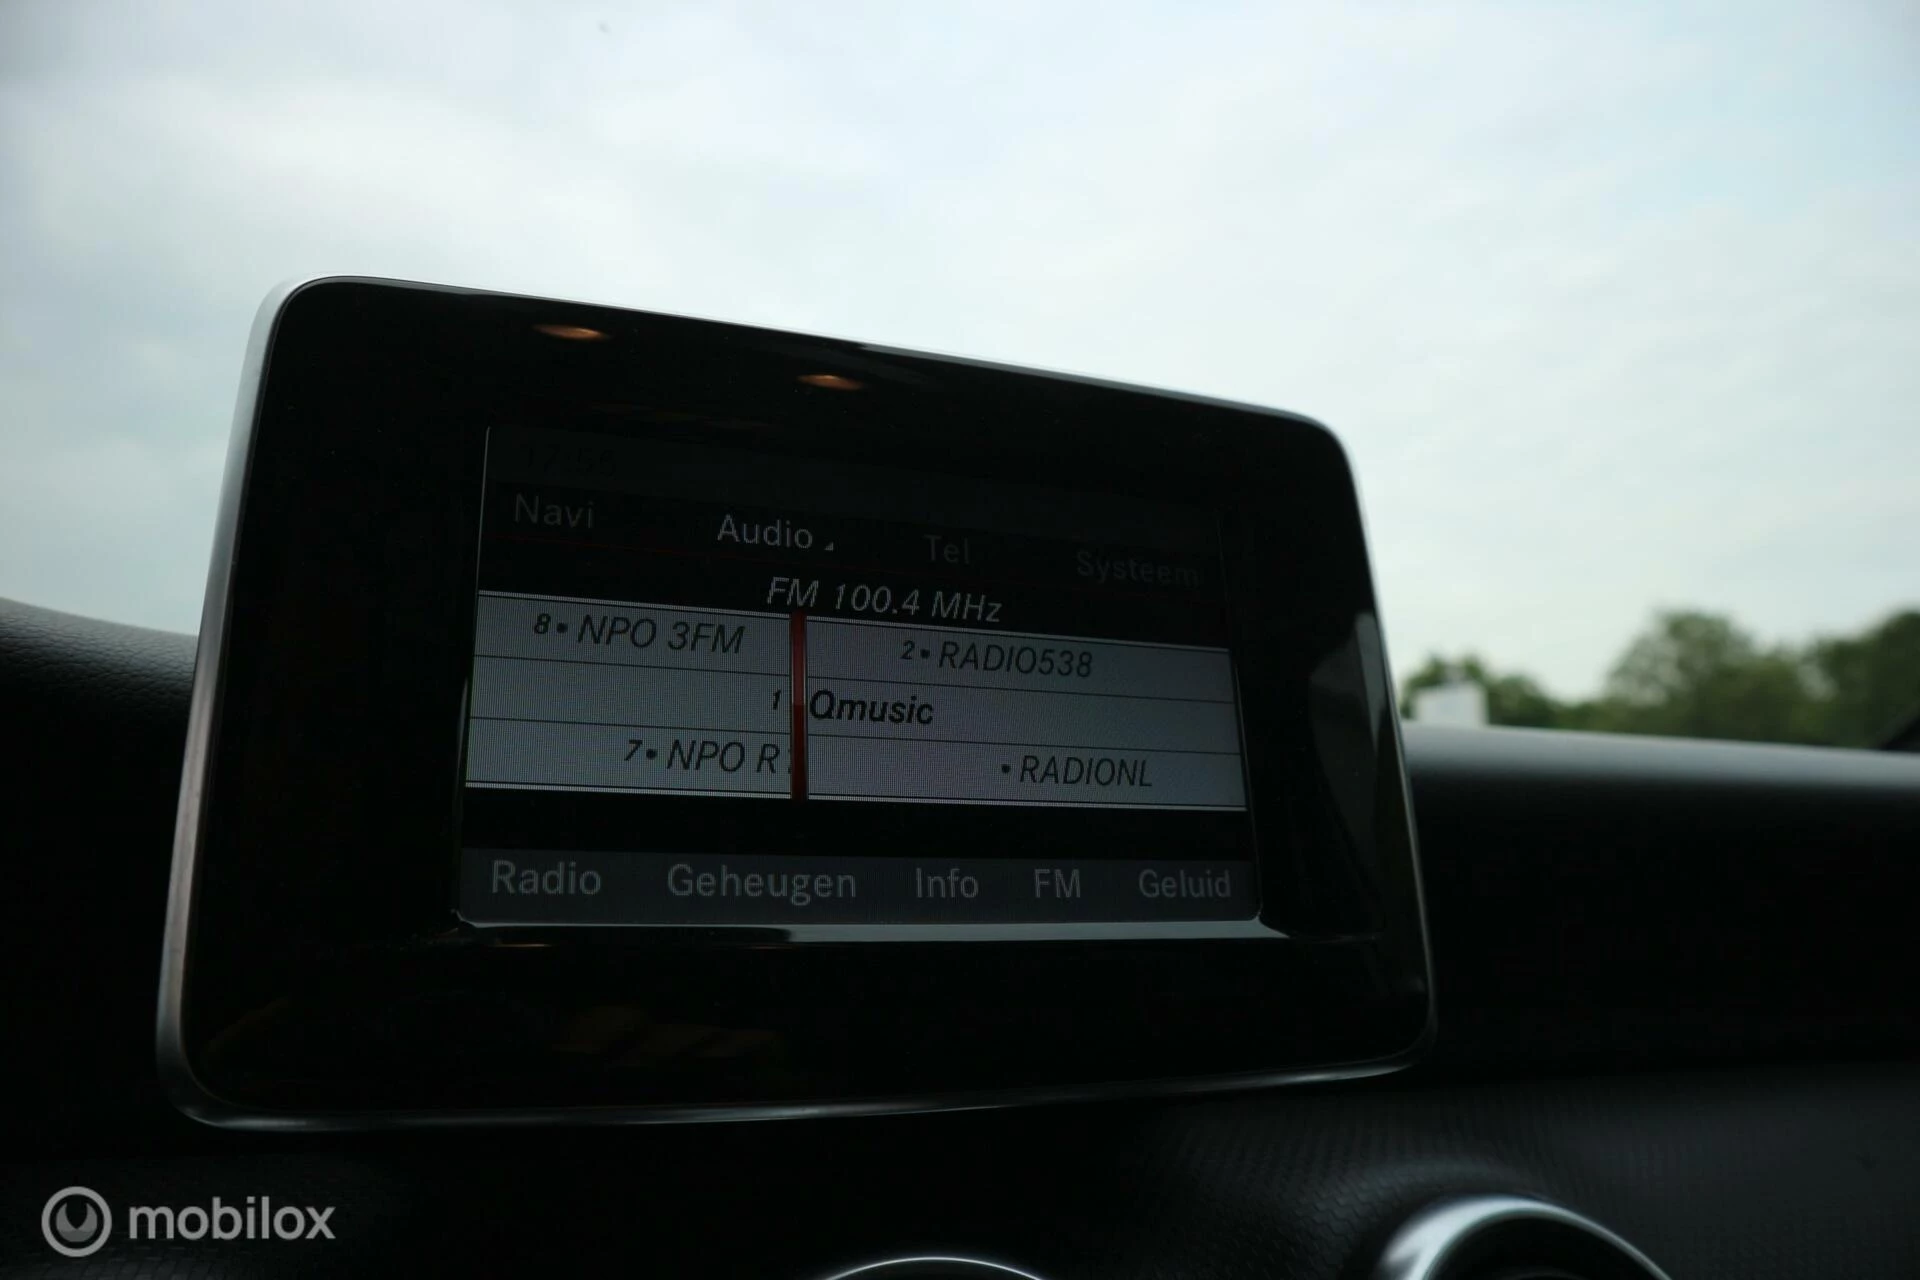 Navi Audio Tel Systeem
FM 100.4 MHz
8• NPO 3FM 2• RADIO538
1 Qmusic
7• NPO R • RADIONL
Radio Geheugen Info FM Geluid
mobilox